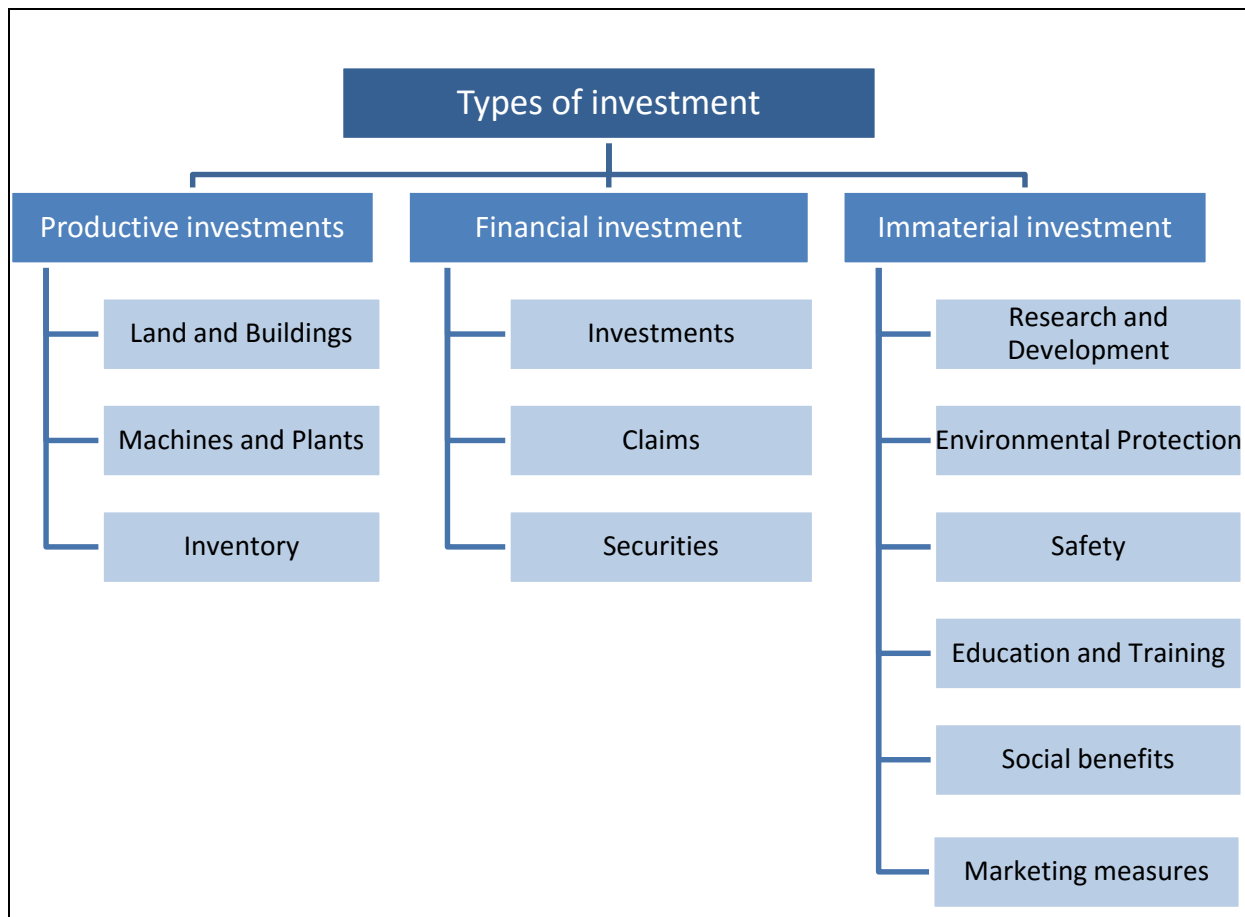 Types of investment
Productive investments
Land and Buildings
Machines and Plants
Inventory
Financial investment
Investments
Claims
Securities
Immaterial investment
Research and
Development
Environmental Protection
Safety
Education and Training
Social benefits
Marketing measures